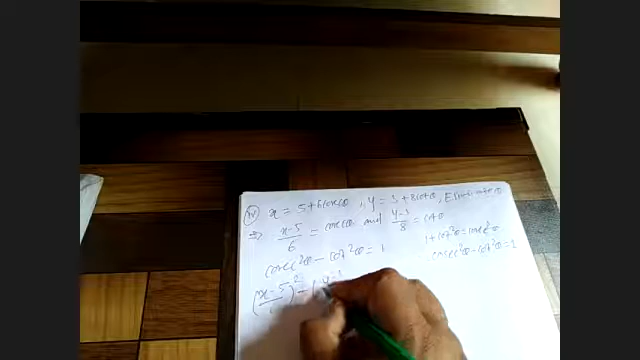 (iv) x = 5+6cosecθ, y = 3+8cotθ, Eliminate θ
⇒ (x-5)/6 = cosecθ and (y-3)/8 = cotθ
cosec²θ - cot²θ = 1
1+cot²θ = cosec²θ
∴ cosec²θ - cot²θ = 1
((x-5)/6)² - (y-3